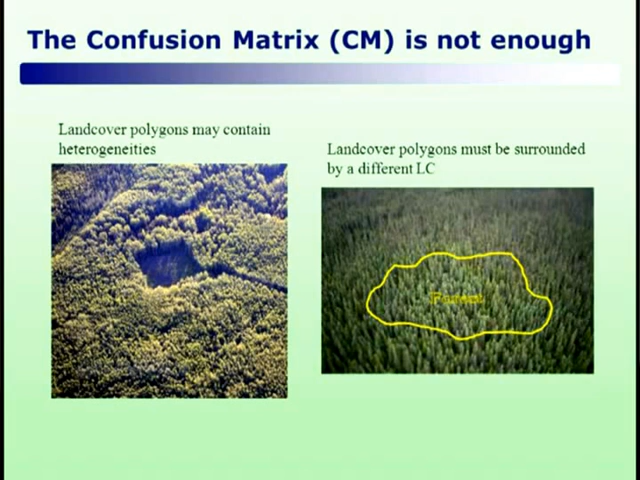 The Confusion Matrix (CM) is not enough
Landcover polygons may contain
heterogeneities
Landcover polygons must be surrounded
by a different LC
Forest